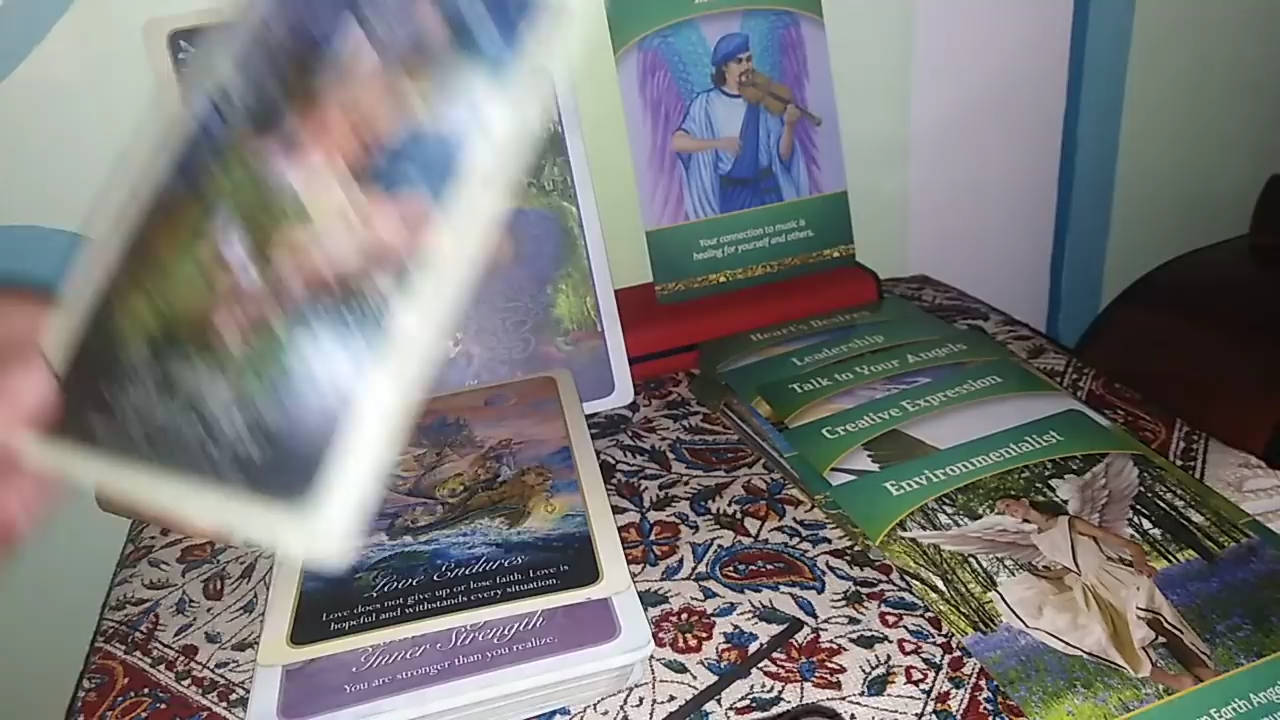 Your connection to music is
healing for yourself and others.
Heart's Desires
Leadership
Talk to Your Angels
Creative Expression
Environmentalist
Love Endures
Love does not give up or lose faith. Love is
hopeful and withstands every situation.
Inner Strength
You are stronger than you realize.
Earth Ange